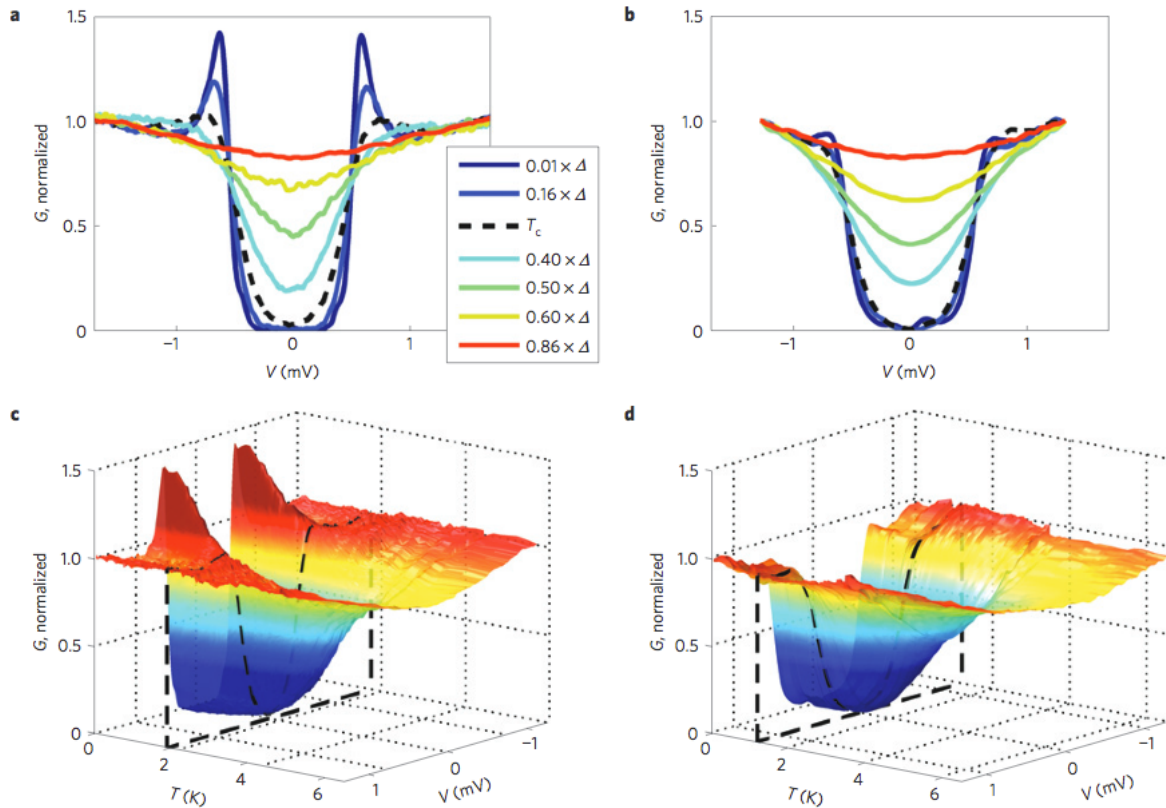 a
1.5
1.0
0.5
0
G, normalized
−1
0
1
V (mV)
0.01 × Δ
0.16 × Δ
Tc
0.40 × Δ
0.50 × Δ
0.60 × Δ
0.86 × Δ
b
1.5
1.0
0.5
0
G, normalized
−1
0
1
V (mV)
c
1.5
1.0
0.5
0
G, normalized
0
2
4
6
T (K)
1
0
−1
V (mV)
d
1.5
1.0
0.5
0
G, normalized
0
2
4
6
T (K)
1
0
−1
V (mV)